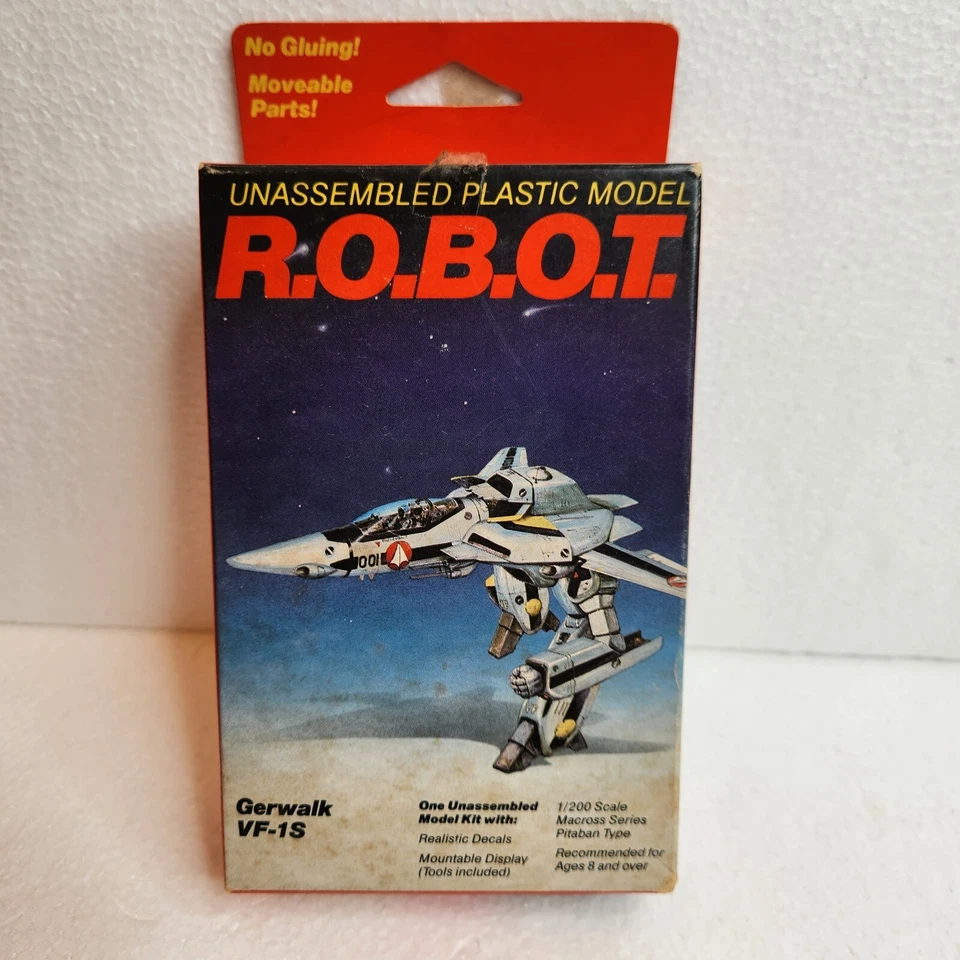 No Gluing!
Moveable
Parts!
UNASSEMBLED PLASTIC MODEL
R.O.B.O.T.
001
Gerwalk
VF-1S
One Unassembled
Model Kit with:
Realistic Decals
Mountable Display
(Tools included)
1/200 Scale
Macross Series
Pitaban Type
Recommended for
Ages 8 and over